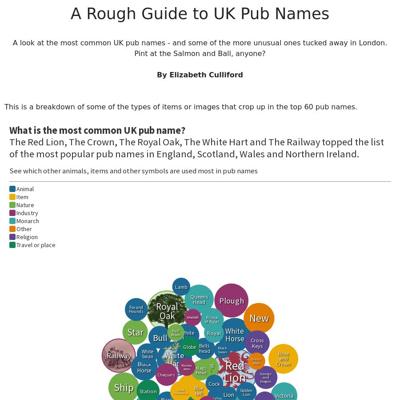 A Rough Guide to UK Pub Names
A look at the most common UK pub names - and some of the more unusual ones tucked away in London.
Pint at the Salmon and Ball, anyone?
By Elizabeth Culliford
This is a breakdown of some of the types of items or images that crop up in the top 60 pub names.
What is the most common UK pub name?
The Red Lion, The Crown, The Royal Oak, The White Hart and The Railway topped the list
of the most popular pub names in England, Scotland, Wales and Northern Ireland.
See which other animals, items and other symbols are used most in pub names
Animal
Item
Nature
Industry
Monarch
Other
Religion
Travel or place
Lamb
Queens
Head
Plough
Royal
Oak
New
Star
Bull
Royal
White
Horse
Cross
Keys
Globe
Bells
Railway
White
Red
Lion
Ship
Station
Cock
Lion
Victoria